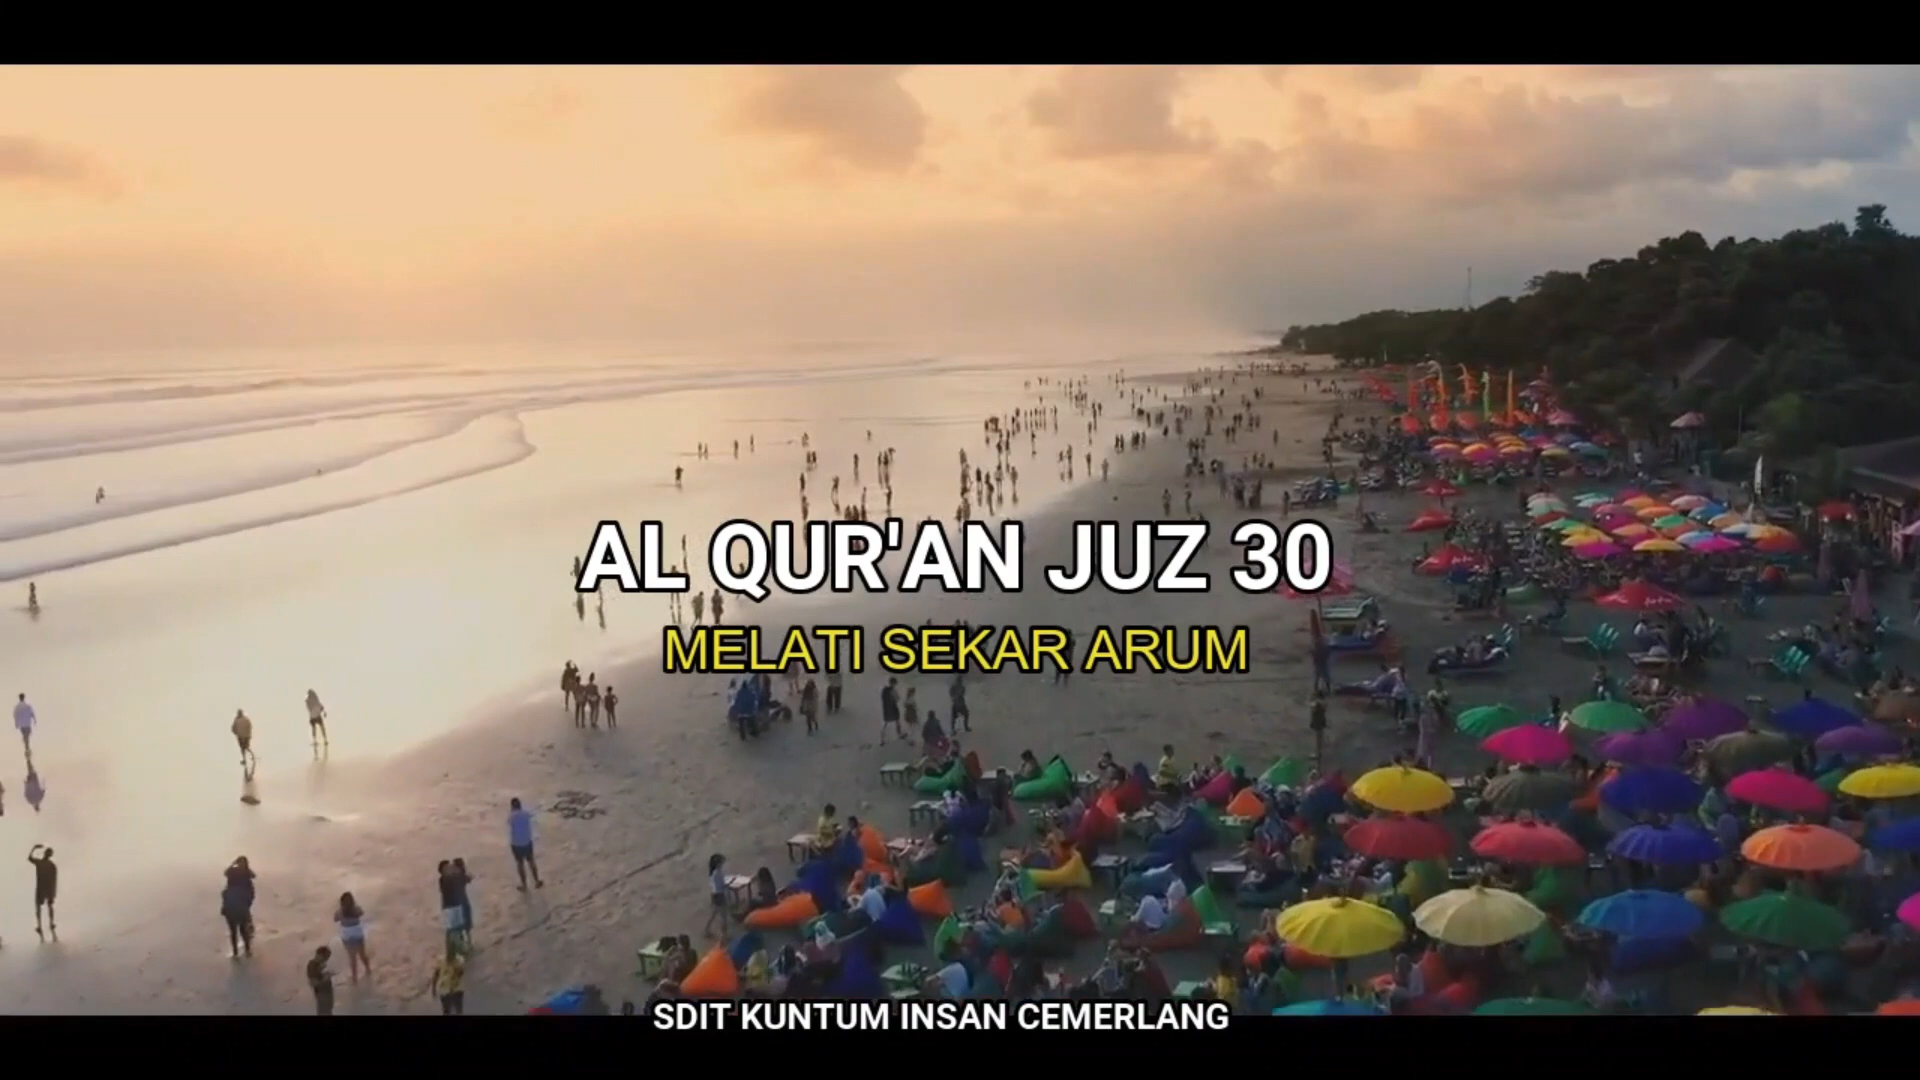 AL QUR'AN JUZ 30
MELATI SEKAR ARUM
SDIT KUNTUM INSAN CEMERLANG